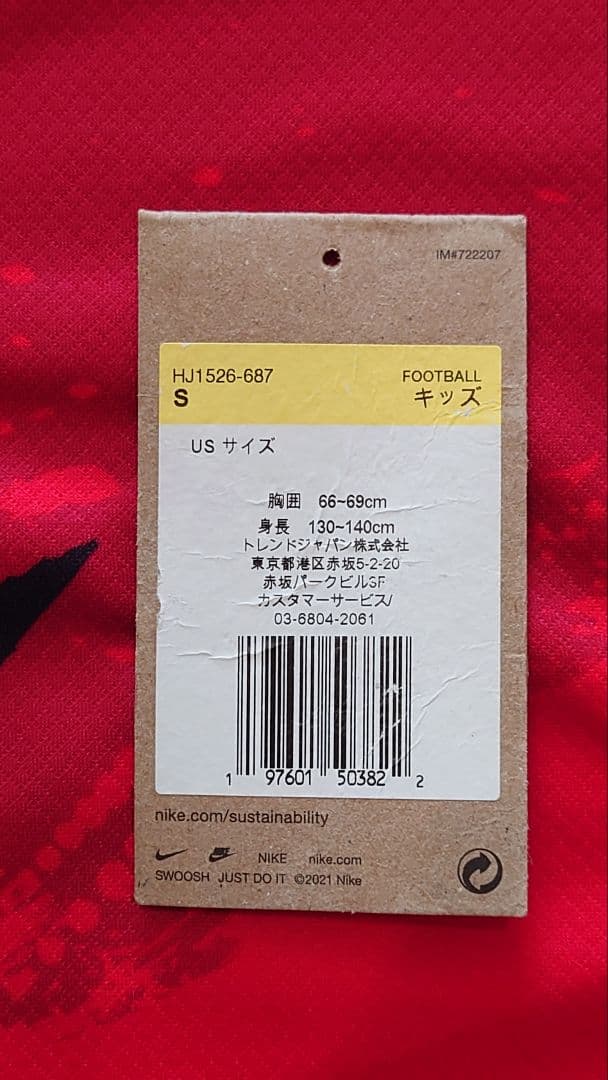 IM#722207
HJ1526-687 FOOTBALL
S キッズ
US サイズ
胸囲 66~69cm
身長 130~140cm
トレンドジャパン株式会社
東京都港区赤坂5-2-20
赤坂パークビル
カスタマーサービス/
03-6804-2061
1 97601 50382 2
nike.com/sustainability
NIKE nike.com
SWOOSH JUST DO IT ©2021 Nike